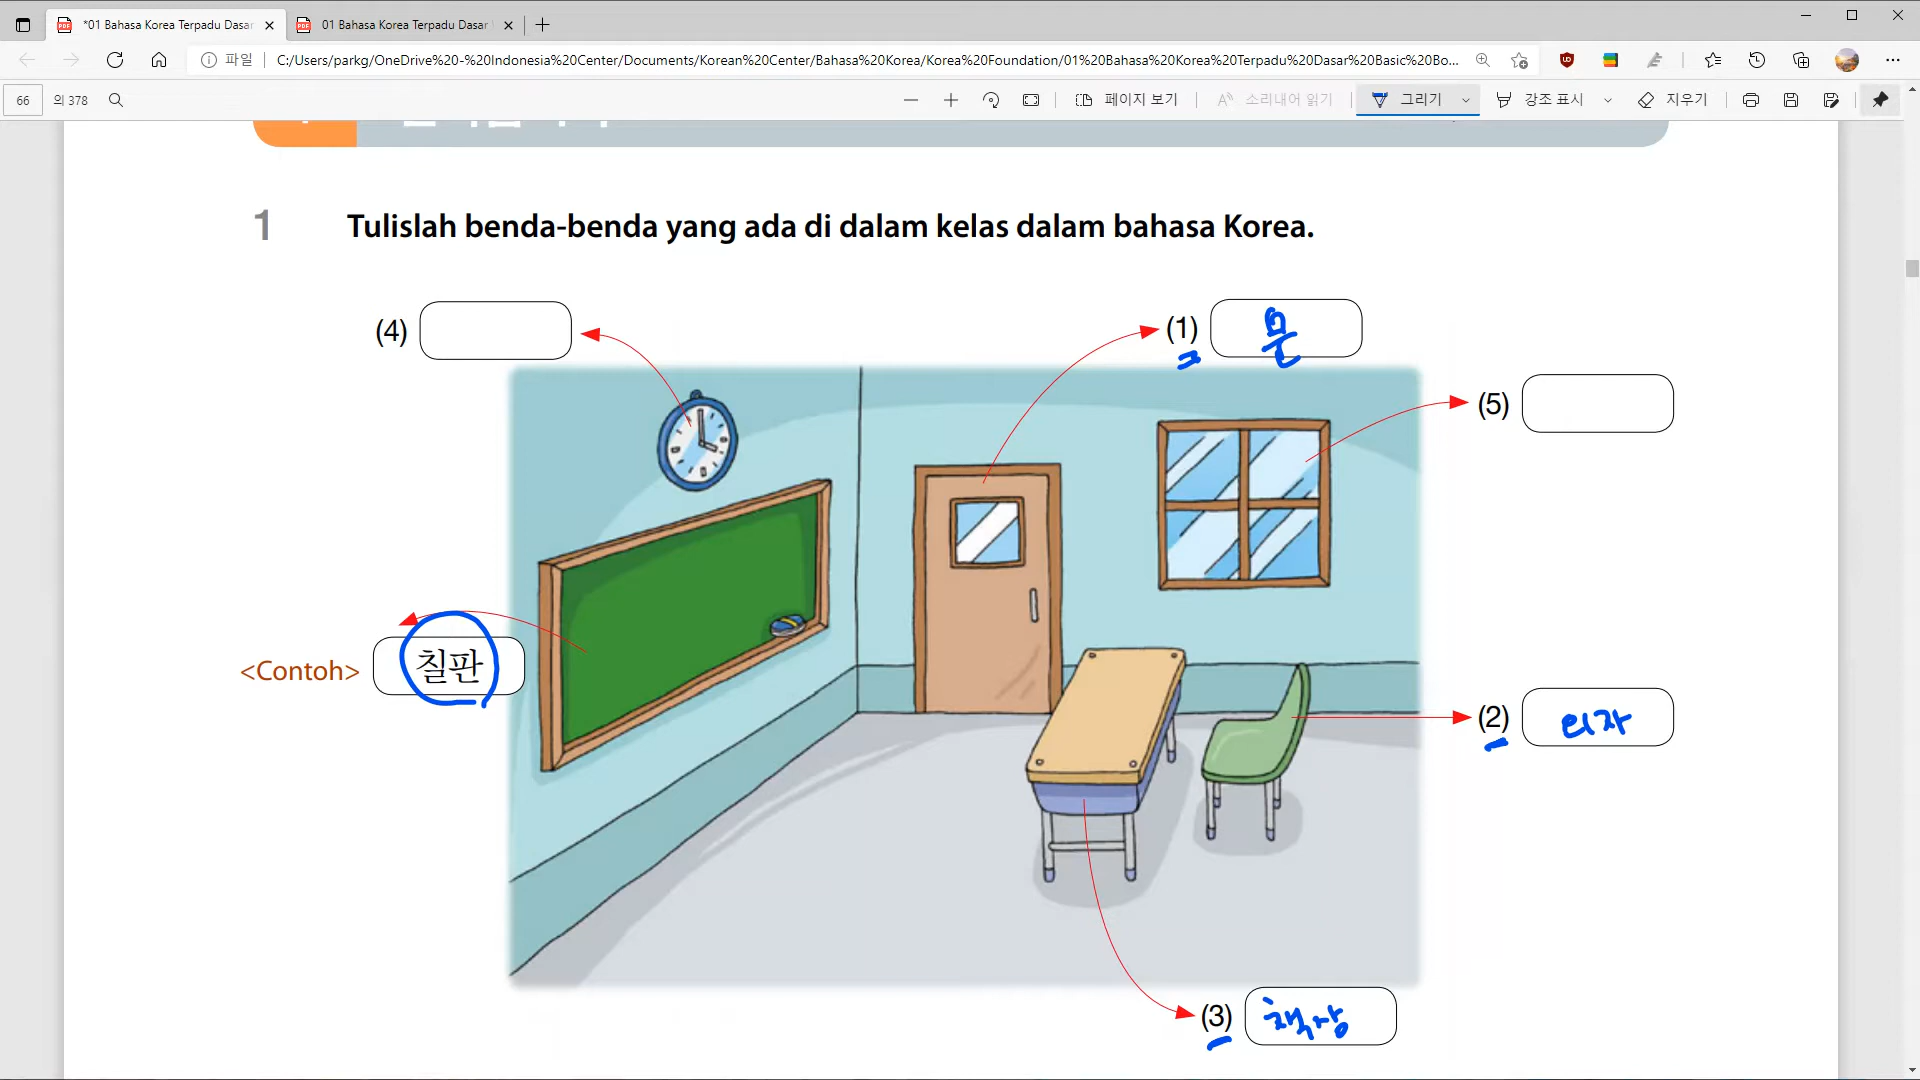 *01 Bahasa Korea Terpadu Dasar
01 Bahasa Korea Terpadu Dasar
파일
C:/Users/parkg/OneDrive%20-%20Indonesia%20Center/Documents/Korean%20Center/Bahasa%20Korea/Korea%20Foundation/01%20Bahasa%20Korea%20Terpadu%20Dasar%20Basic%20Bo...
66 의 378
페이지 보기
소리내어 읽기
그리기
강조 표시
지우기
1 Tulislah benda-benda yang ada di dalam kelas dalam bahasa Korea.
(4)
(1) 문
(5)
<Contoh> 칠판
(2) 의자
(3) 책상